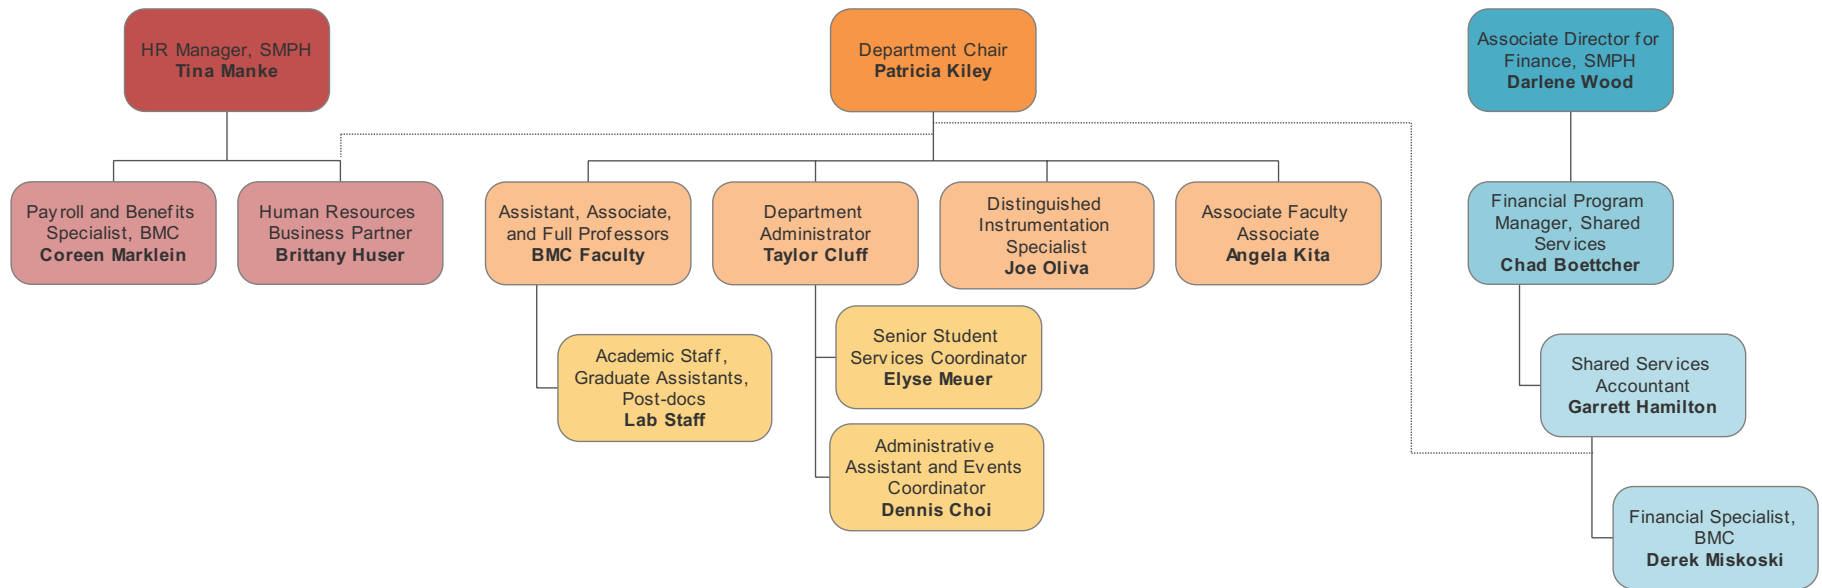 HR Manager, SMPH
Tina Manke
Department Chair
Patricia Kiley
Associate Director for
Finance, SMPH
Darlene Wood
Payroll and Benefits
Specialist, BMC
Coreen Marklein
Human Resources
Business Partner
Brittany Huser
Assistant, Associate,
and Full Professors
BMC Faculty
Department
Administrator
Taylor Cluff
Distinguished
Instrumentation
Specialist
Joe Oliva
Associate Faculty
Associate
Angela Kita
Financial Program
Manager, Shared
Services
Chad Boettcher
Academic Staff,
Graduate Assistants,
Post-docs
Lab Staff
Senior Student
Services Coordinator
Elyse Meuer
Shared Services
Accountant
Garrett Hamilton
Administrative
Assistant and Events
Coordinator
Dennis Choi
Financial Specialist,
BMC
Derek Miskoski